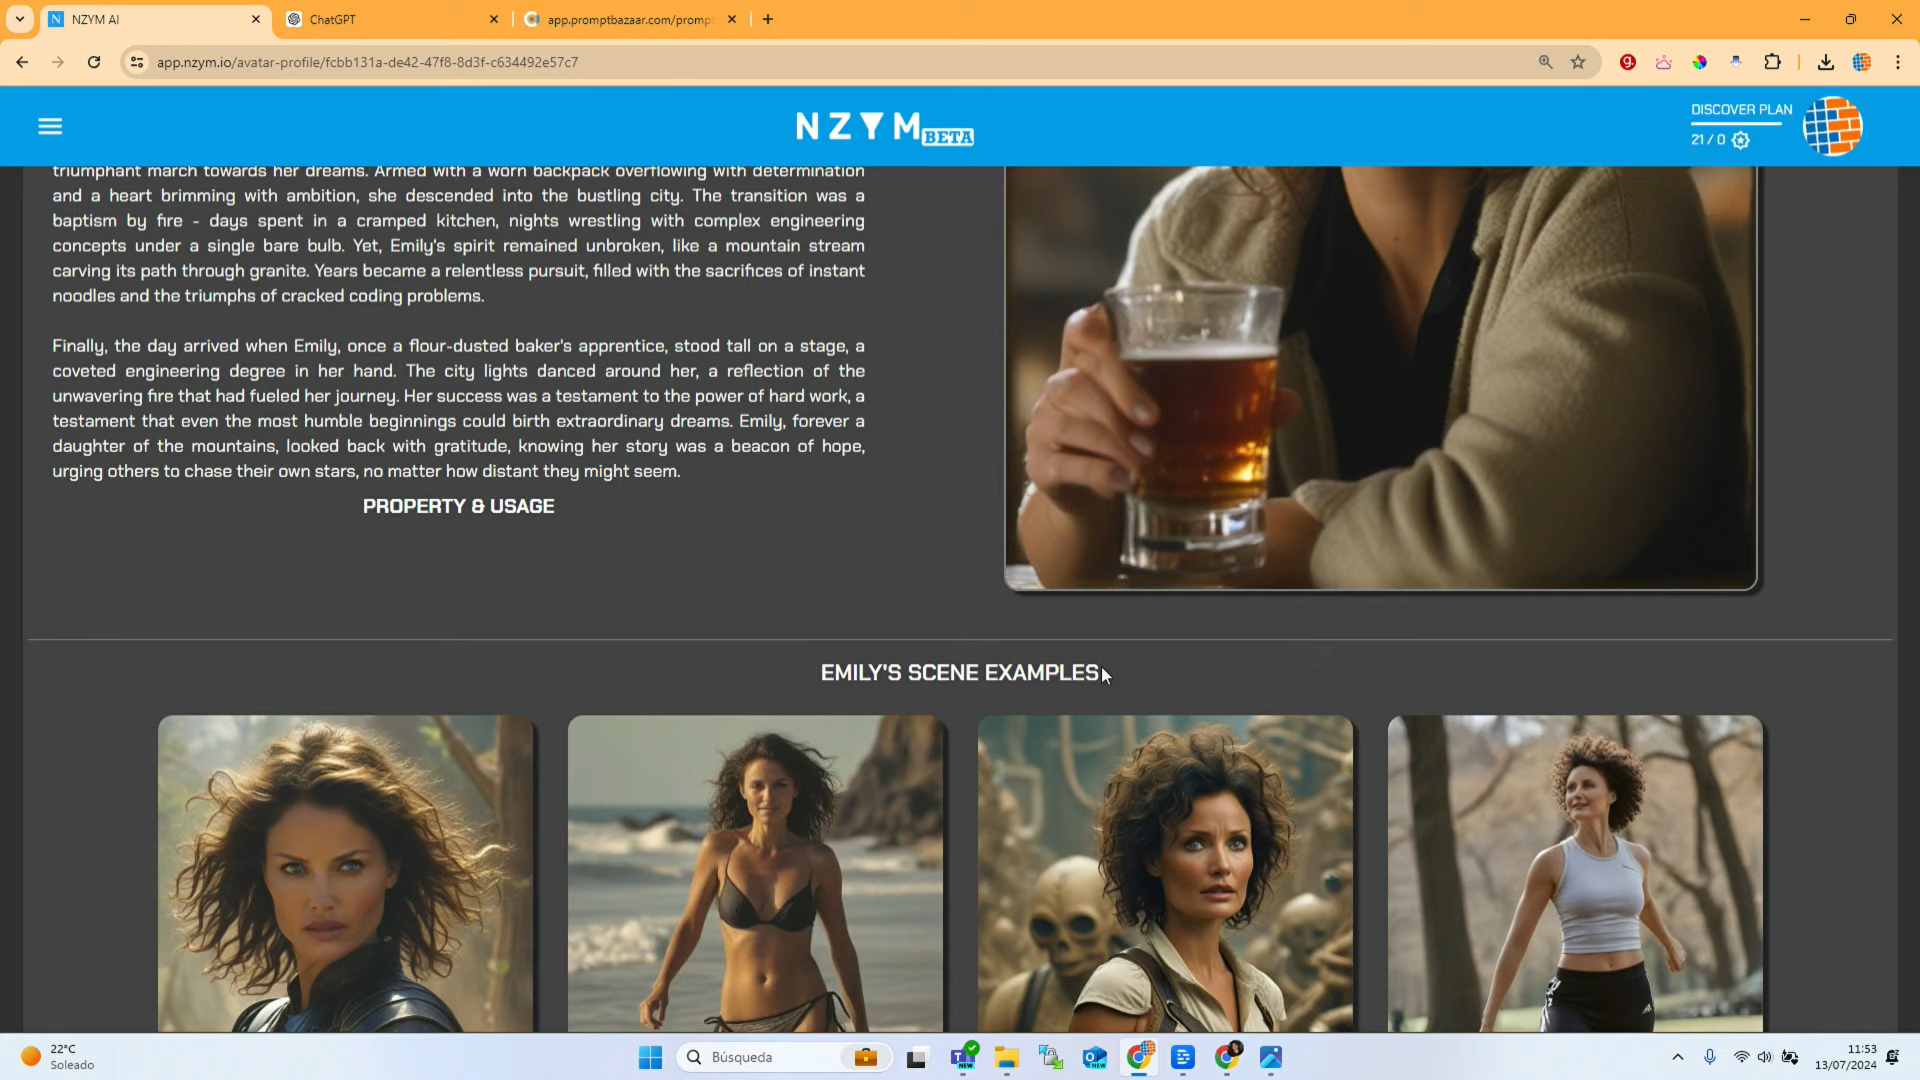 NZYM AI
ChatGPT
app.promptbazaar.com/promp
app.nzym.io/avatar-profile/fcbb131a-de42-47f8-8d3f-c634492e57c7
NZYM BETA
DISCOVER PLAN
21 / 0
triumphant march towards her dreams. Armed with a worn backpack overflowing with determination
and a heart brimming with ambition, she descended into the bustling city. The transition was a
baptism by fire - days spent in a cramped kitchen, nights wrestling with complex engineering
concepts under a single bare bulb. Yet, Emily's spirit remained unbroken, like a mountain stream
carving its path through granite. Years became a relentless pursuit, filled with the sacrifices of instant
noodles and the triumphs of cracked coding problems.
Finally, the day arrived when Emily, once a flour-dusted baker's apprentice, stood tall on a stage, a
coveted engineering degree in her hand. The city lights danced around her, a reflection of the
unwavering fire that had fueled her journey. Her success was a testament to the power of hard work, a
testament that even the most humble beginnings could birth extraordinary dreams. Emily, forever a
daughter of the mountains, looked back with gratitude, knowing her story was a beacon of hope,
urging others to chase their own stars, no matter how distant they might seem.
PROPERTY & USAGE
EMILY'S SCENE EXAMPLES
22°C
Soleado
Búsqueda
NEW
NEW
11:53
13/07/2024